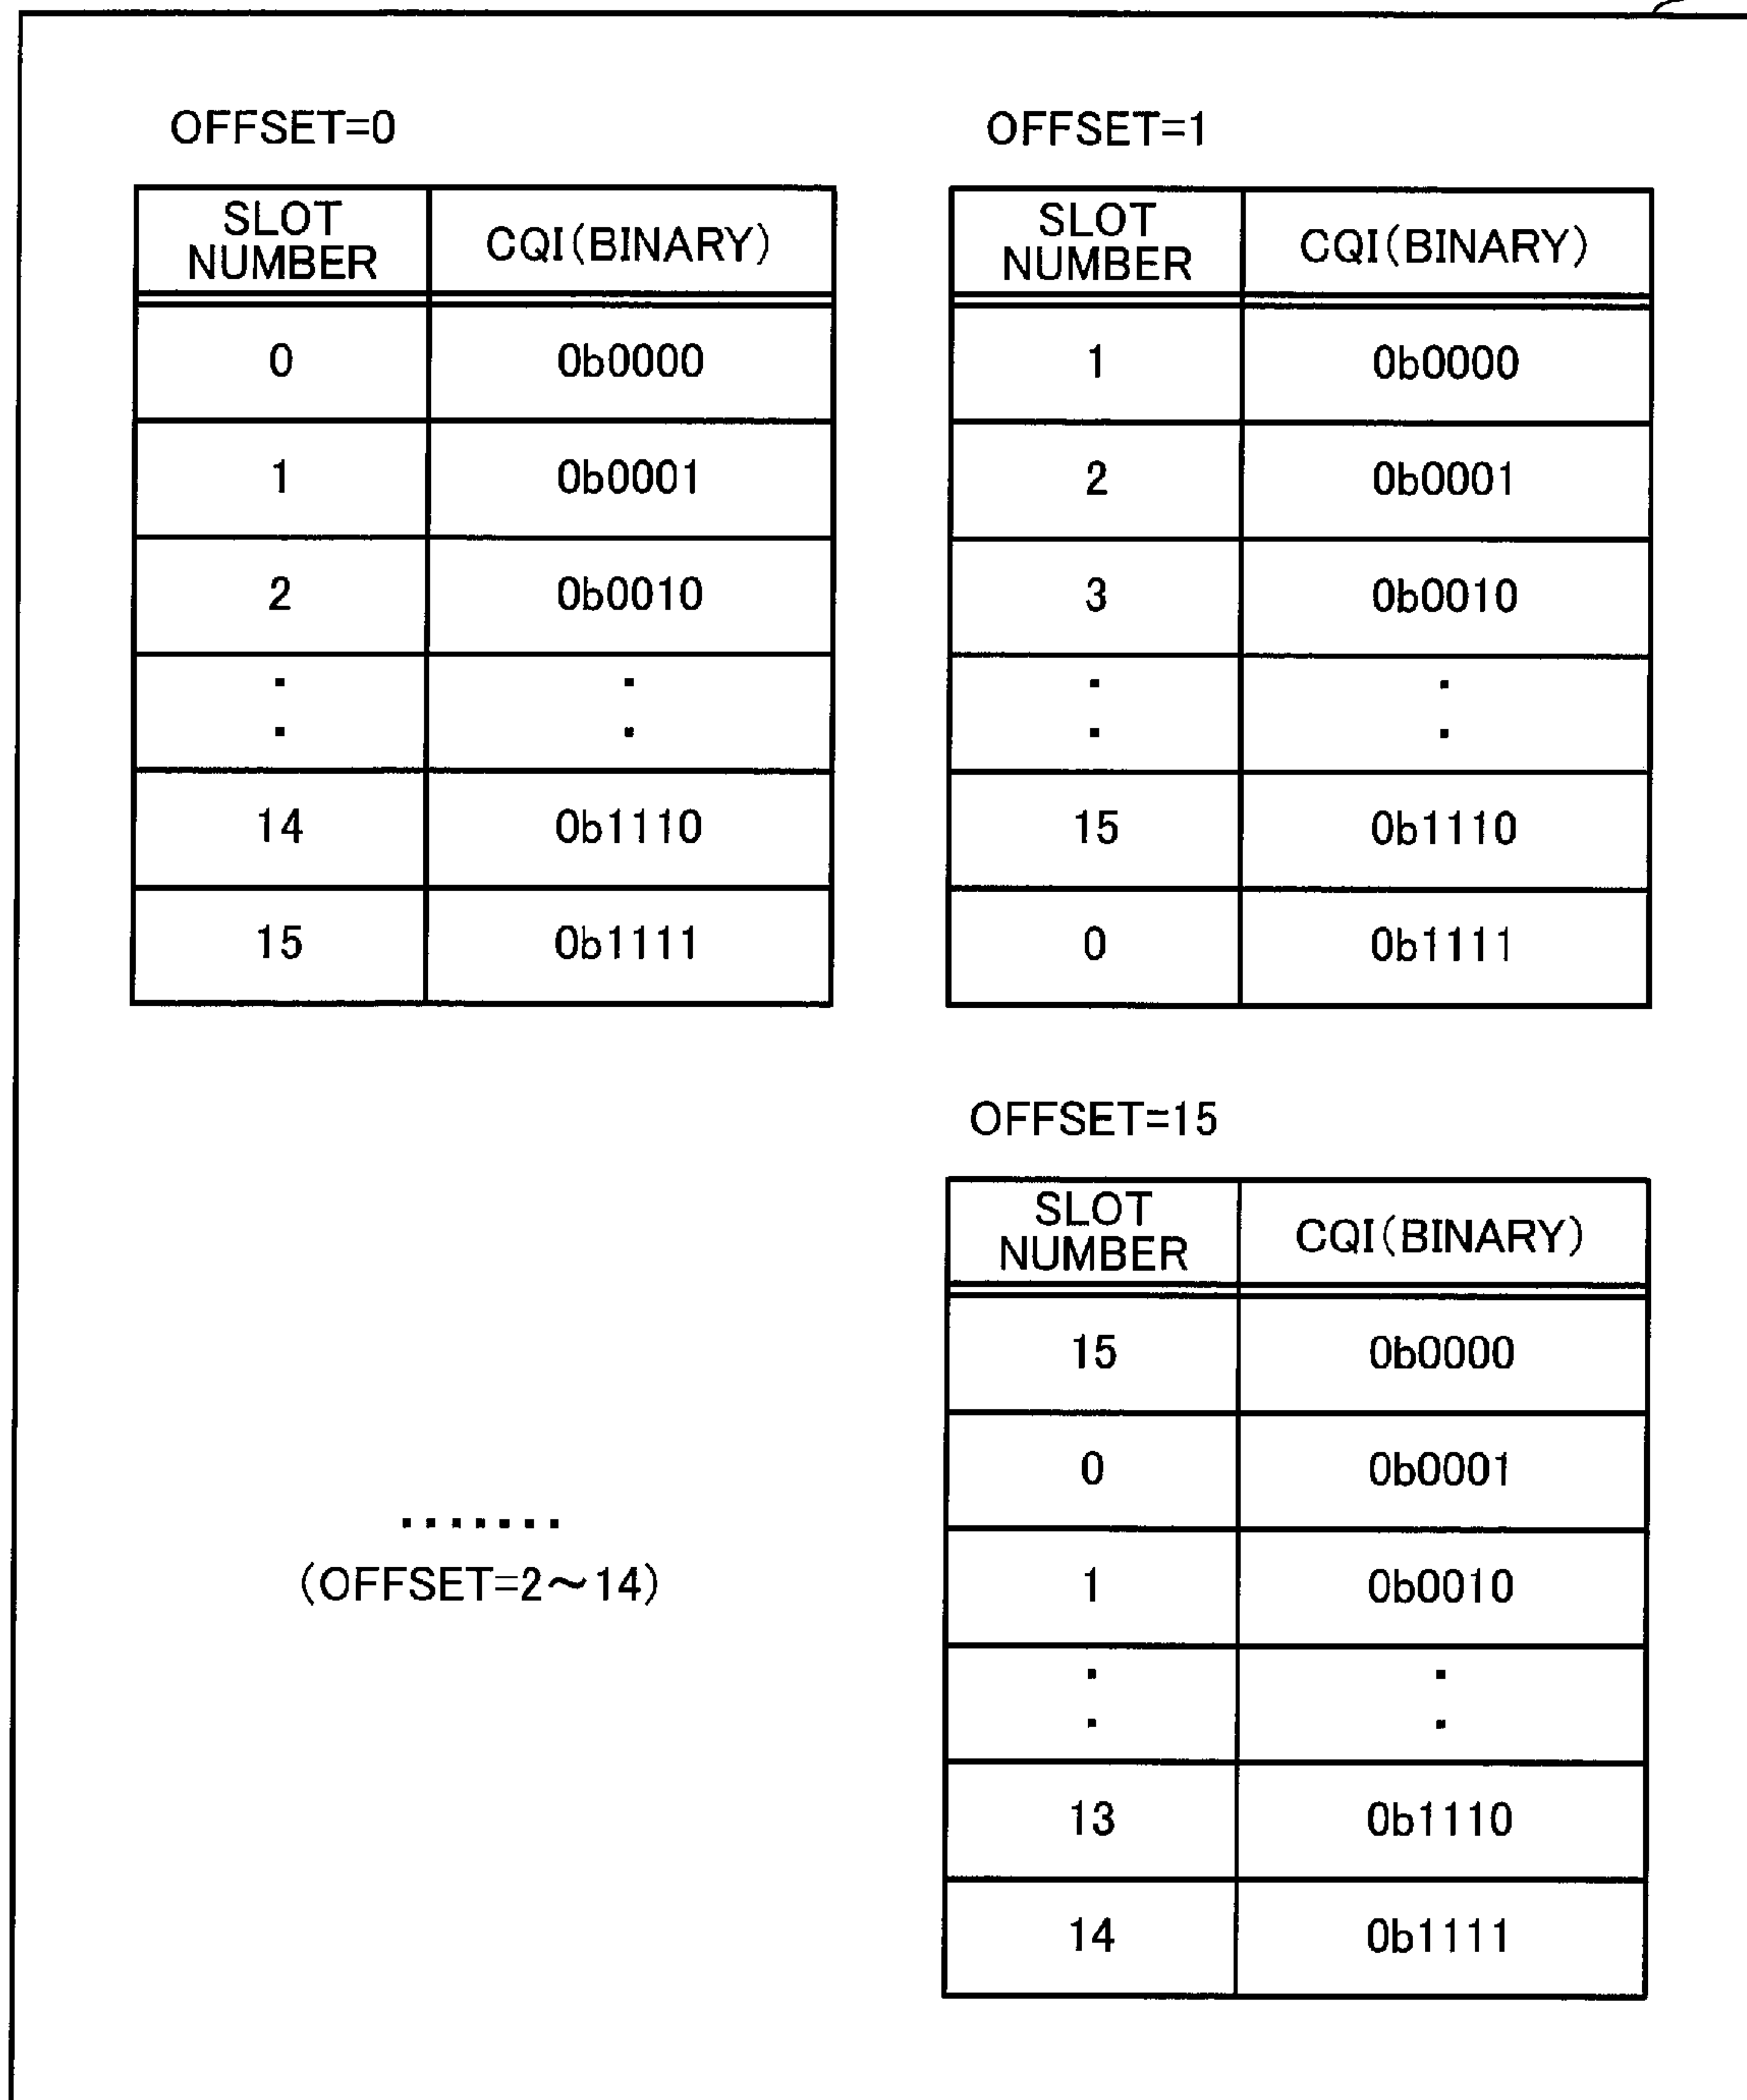 OFFSET=0
SLOT
NUMBER CQI(BINARY)
0 0b0000
1 0b0001
2 0b0010
: :
14 0b1110
15 0b1111
OFFSET=1
SLOT
NUMBER CQI(BINARY)
1 0b0000
2 0b0001
3 0b0010
: :
15 0b1110
0 0b1111
.......
(OFFSET=2～14)
OFFSET=15
SLOT
NUMBER CQI(BINARY)
15 0b0000
0 0b0001
1 0b0010
: :
13 0b1110
14 0b1111